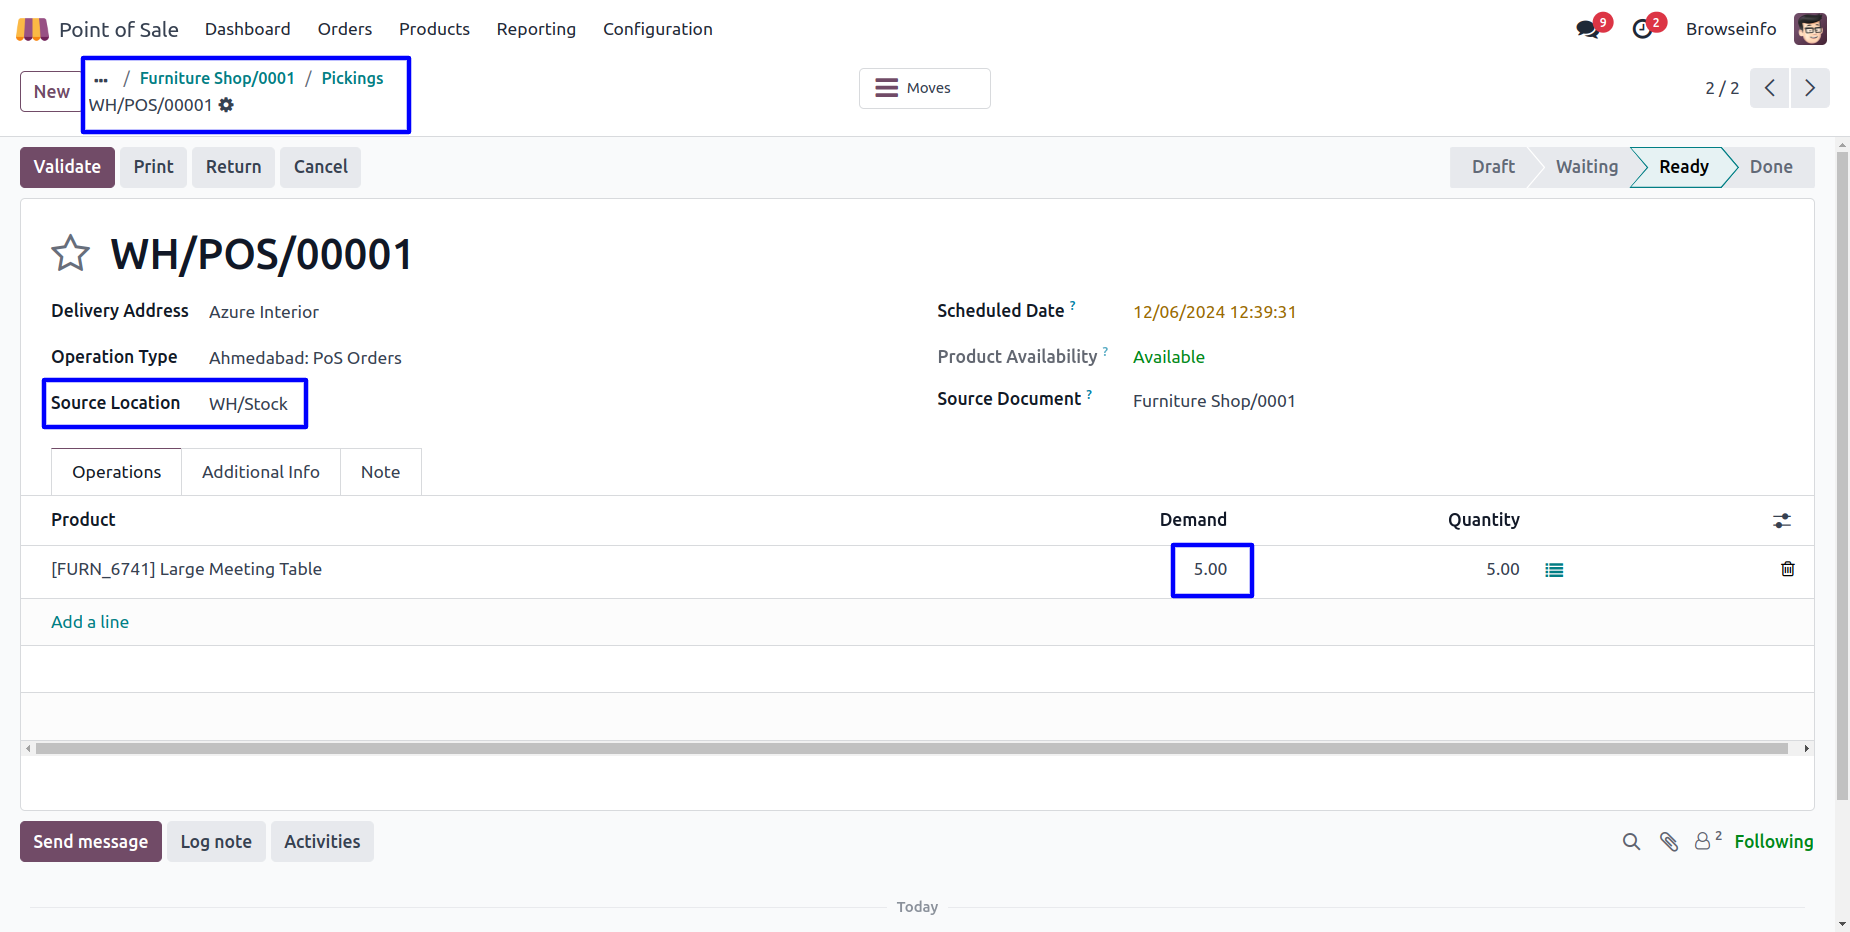 Point of Sale Dashboard Orders Products Reporting Configuration 9 2 Browseinfo
New ... / Furniture Shop/0001 / Pickings
WH/POS/00001
Moves
2 / 2
Validate Print Return Cancel Draft Waiting Ready Done
WH/POS/00001
Delivery Address Azure Interior Scheduled Date ? 12/06/2024 12:39:31
Operation Type Ahmedabad: PoS Orders Product Availability ? Available
Source Location WH/Stock Source Document ? Furniture Shop/0001
Operations Additional Info Note
Product Demand Quantity
[FURN_6741] Large Meeting Table 5.00 5.00
Add a line
Send message Log note Activities 2 Following
Today